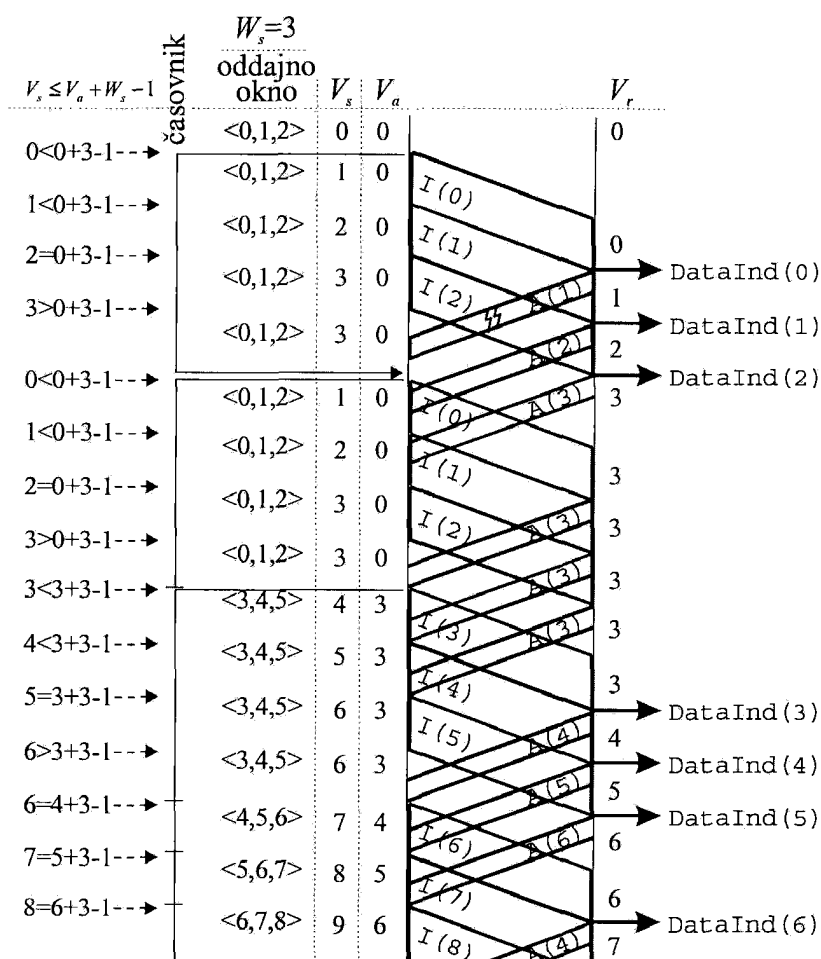 W_s=3
časovnik
oddajno
okno
V_s ≤ V_a + W_s − 1
V_s V_a V_r
<0,1,2> 0 0 0
0<0+3-1
<0,1,2> 1 0
I(0)
1<0+3-1
<0,1,2> 2 0
I(1)
0
2=0+3-1
DataInd(0)
<0,1,2> 3 0
I(2)
A(1)
1
3>0+3-1
DataInd(1)
<0,1,2> 3 0
A(2)
2
0<0+3-1
DataInd(2)
<0,1,2> 1 0
I(0)
A(3)
3
1<0+3-1
<0,1,2> 2 0
I(1)
3
2=0+3-1
<0,1,2> 3 0
I(2)
A(3)
3
3>0+3-1
<0,1,2> 3 0
A(3)
3
3<3+3-1
<3,4,5> 4 3
I(3)
A(3)
3
4<3+3-1
<3,4,5> 5 3
I(4)
3
5=3+3-1
<3,4,5> 6 3
DataInd(3)
I(5)
A(4)
4
6>3+3-1
<3,4,5> 6 3
DataInd(4)
A(5)
5
6=4+3-1
<4,5,6> 7 4
DataInd(5)
I(6)
A(6)
6
7=5+3-1
<5,6,7> 8 5
I(7)
6
8=6+3-1
<6,7,8> 9 6
DataInd(6)
I(8)
A(4)
7